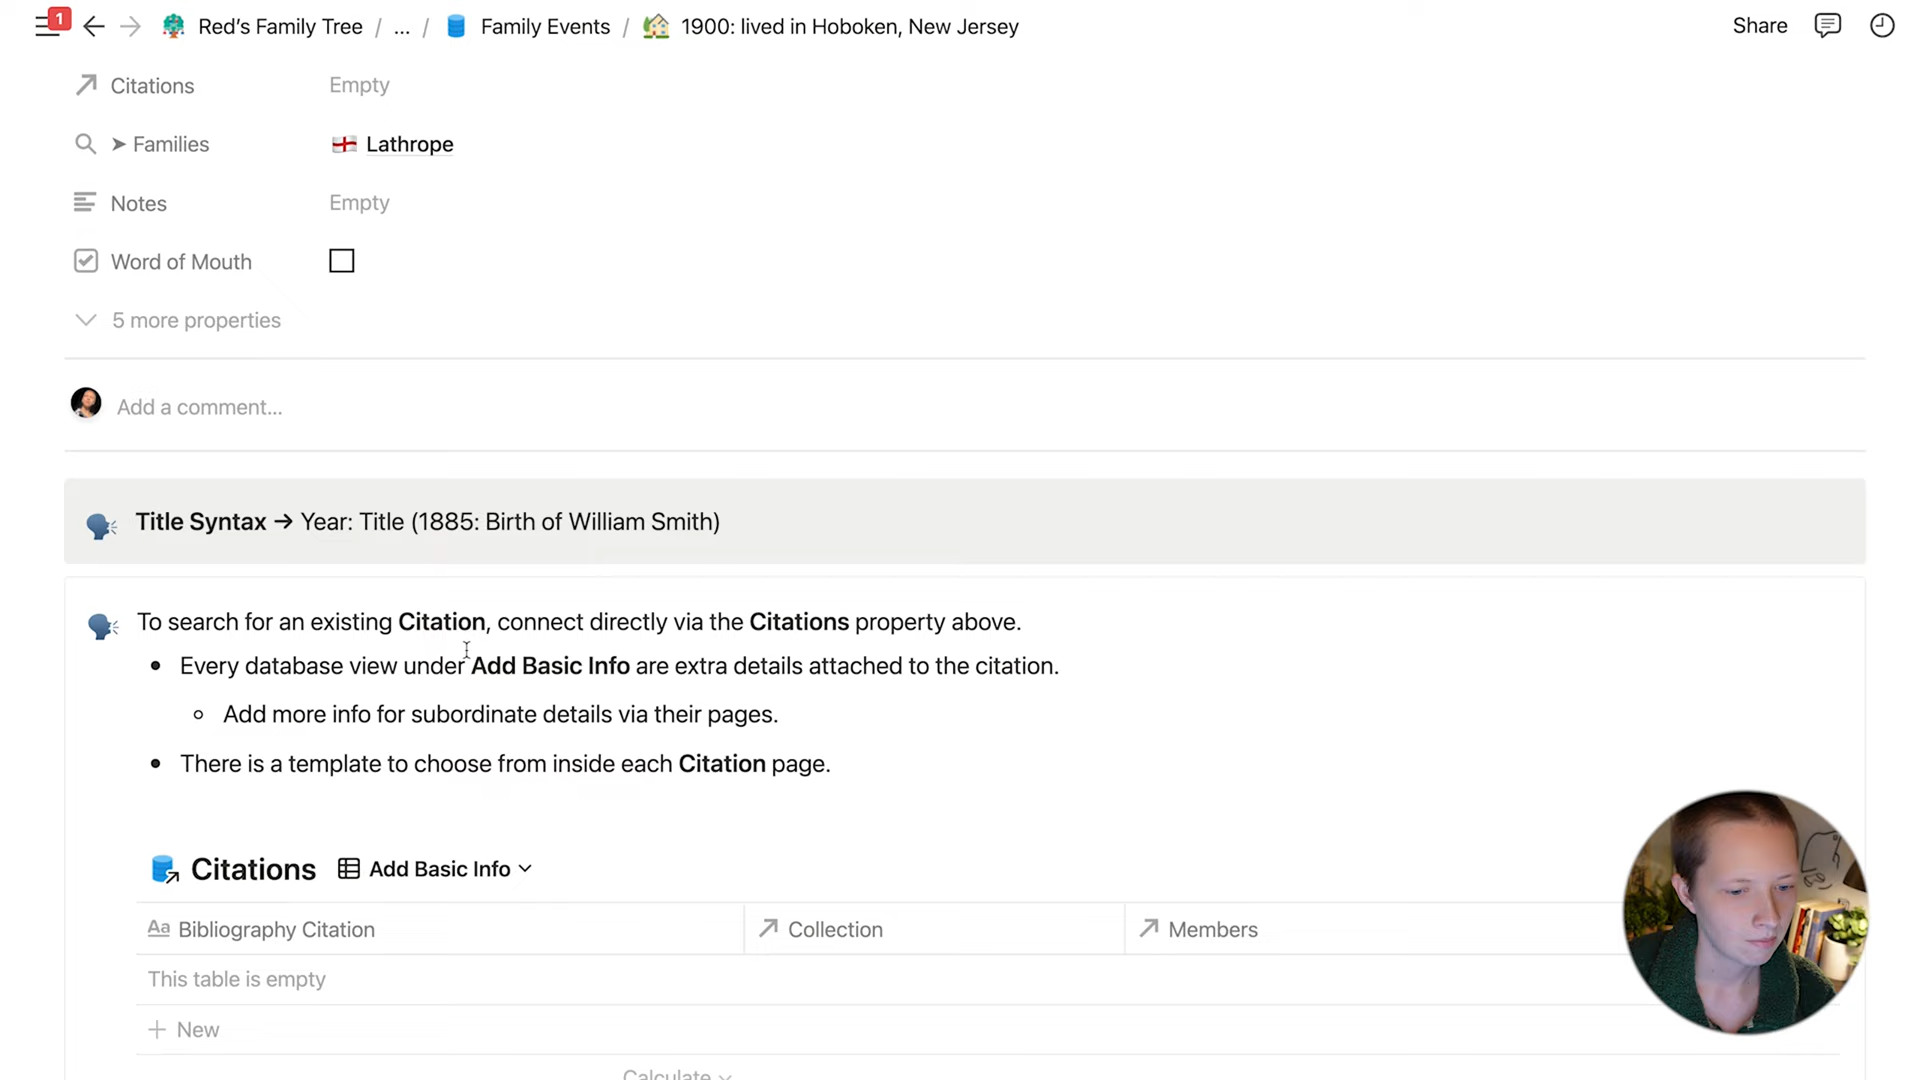 1
Red's Family Tree / ... / Family Events / 1900: lived in Hoboken, New Jersey
Share
Citations Empty
➤ Families Lathrope
Notes Empty
Word of Mouth
5 more properties
Add a comment...
Title Syntax → Year: Title (1885: Birth of William Smith)
To search for an existing Citation, connect directly via the Citations property above.
• Every database view under Add Basic Info are extra details attached to the citation.
◦ Add more info for subordinate details via their pages.
• There is a template to choose from inside each Citation page.
Citations Add Basic Info
Aa Bibliography Citation Collection Members
This table is empty
+ New
Calculate